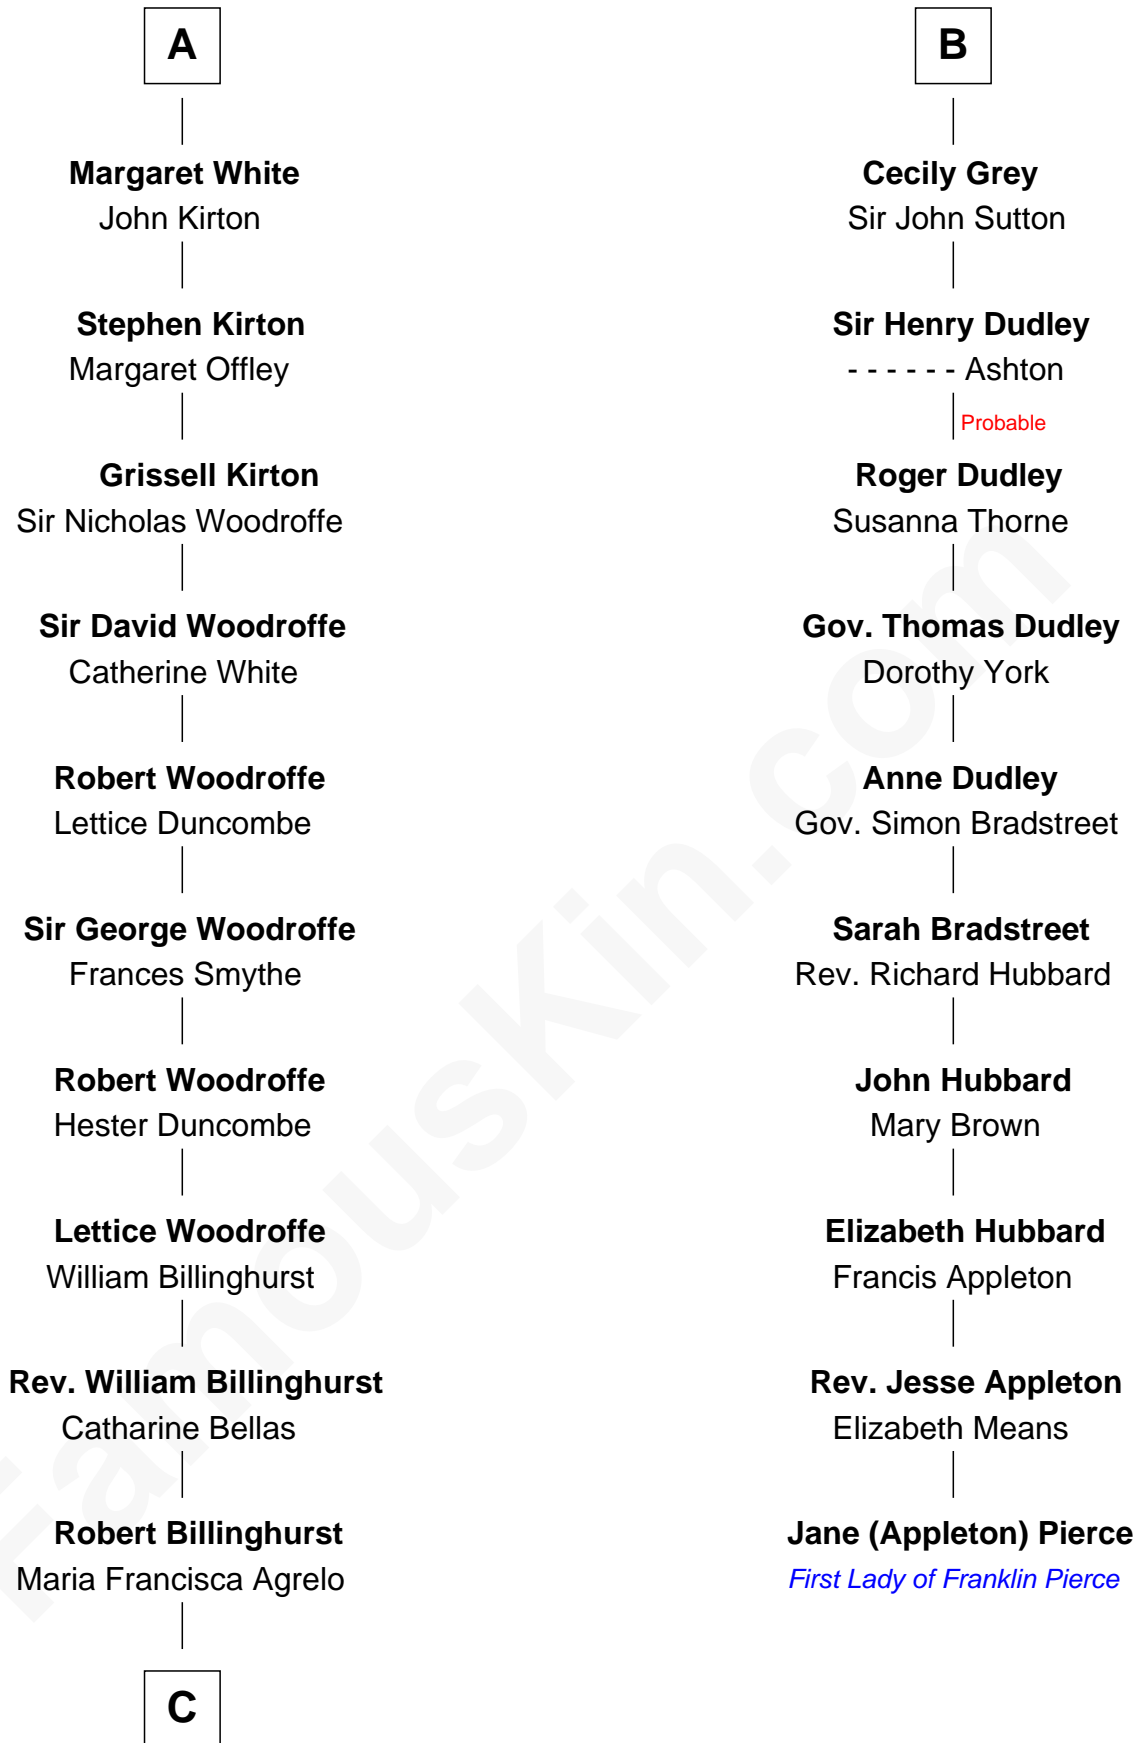 A
Margaret White
John Kirton
Stephen Kirton
Margaret Offley
Grissell Kirton
Sir Nicholas Woodroffe
Sir David Woodroffe
Catherine White
Robert Woodroffe
Lettice Duncombe
Sir George Woodroffe
Frances Smythe
Robert Woodroffe
Hester Duncombe
Lettice Woodroffe
William Billinghurst
Rev. William Billinghurst
Catharine Bellas
Robert Billinghurst
Maria Francisca Agrelo
C
B
Cecily Grey
Sir John Sutton
Sir Henry Dudley
- - - - - - Ashton
Probable
Roger Dudley
Susanna Thorne
Gov. Thomas Dudley
Dorothy York
Anne Dudley
Gov. Simon Bradstreet
Sarah Bradstreet
Rev. Richard Hubbard
John Hubbard
Mary Brown
Elizabeth Hubbard
Francis Appleton
Rev. Jesse Appleton
Elizabeth Means
Jane (Appleton) Pierce
First Lady of Franklin Pierce
FamousKin.com